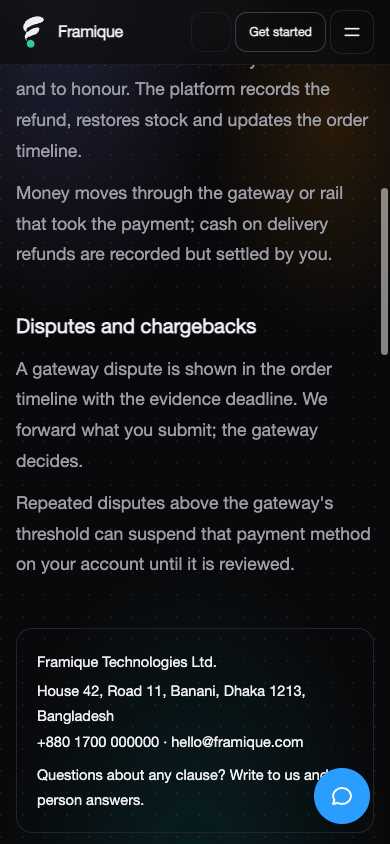 Framique
Get started
and to honour. The platform records the
refund, restores stock and updates the order
timeline.
Money moves through the gateway or rail
that took the payment; cash on delivery
refunds are recorded but settled by you.
Disputes and chargebacks
A gateway dispute is shown in the order
timeline with the evidence deadline. We
forward what you submit; the gateway
decides.
Repeated disputes above the gateway's
threshold can suspend that payment method
on your account until it is reviewed.
Framique Technologies Ltd.
House 42, Road 11, Banani, Dhaka 1213,
Bangladesh
+880 1700 000000 · hello@framique.com
Questions about any clause? Write to us and
person answers.